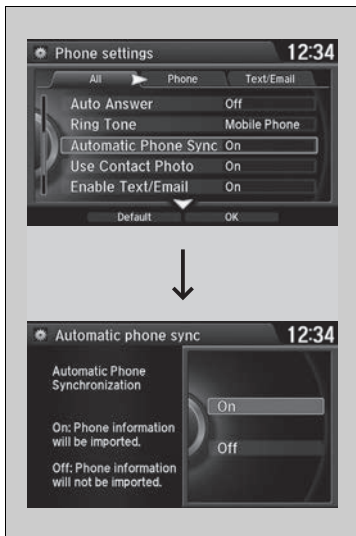 Phone settings 12:34
All Phone Text/Email
Auto Answer Off
Ring Tone Mobile Phone
Automatic Phone Sync On
Use Contact Photo On
Enable Text/Email On
Default OK
Automatic phone sync 12:34
Automatic Phone
Synchronization
On
On: Phone information
will be imported.
Off
Off: Phone information
will not be imported.